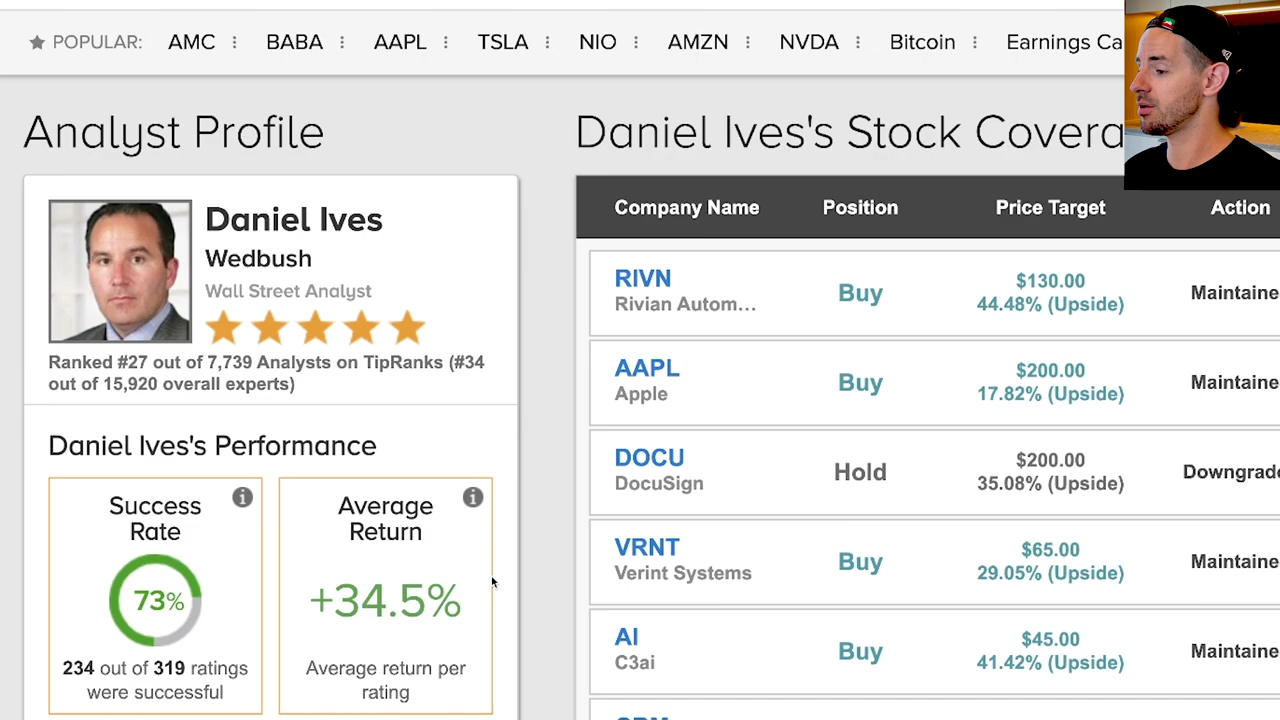 POPULAR: AMC BABA AAPL TSLA NIO AMZN NVDA Bitcoin Earnings Ca
Analyst Profile
Daniel Ives
Wedbush
Wall Street Analyst
Ranked #27 out of 7,739 Analysts on TipRanks (#34
out of 15,920 overall experts)
Daniel Ives's Performance
Success
Rate
73%
234 out of 319 ratings
were successful
Average
Return
+34.5%
Average return per
rating
Daniel Ives's Stock Covera
Company Name Position Price Target Action
RIVN
Rivian Autom...
Buy
$130.00
44.48% (Upside)
Maintaine
AAPL
Apple
Buy
$200.00
17.82% (Upside)
Maintaine
DOCU
DocuSign
Hold
$200.00
35.08% (Upside)
Downgrade
VRNT
Verint Systems
Buy
$65.00
29.05% (Upside)
Maintaine
AI
C3ai
Buy
$45.00
41.42% (Upside)
Maintaine